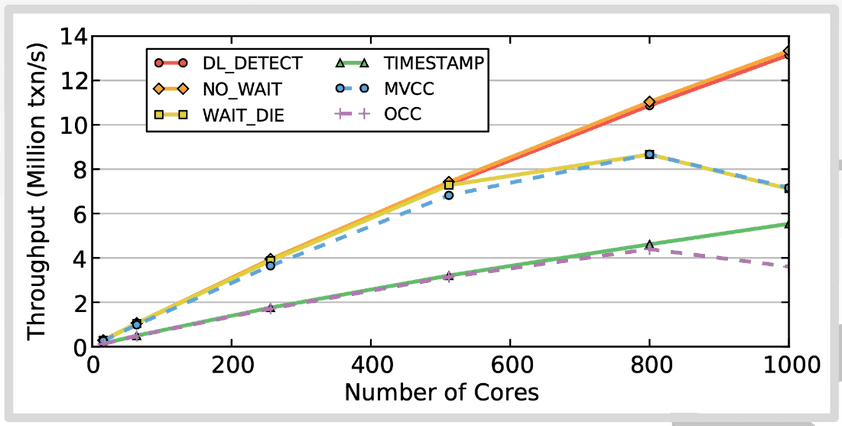 14
12
10
8
6
4
2
0
Throughput (Million txn/s)
DL_DETECT
NO_WAIT
WAIT_DIE
TIMESTAMP
MVCC
OCC
0 200 400 600 800 1000
Number of Cores